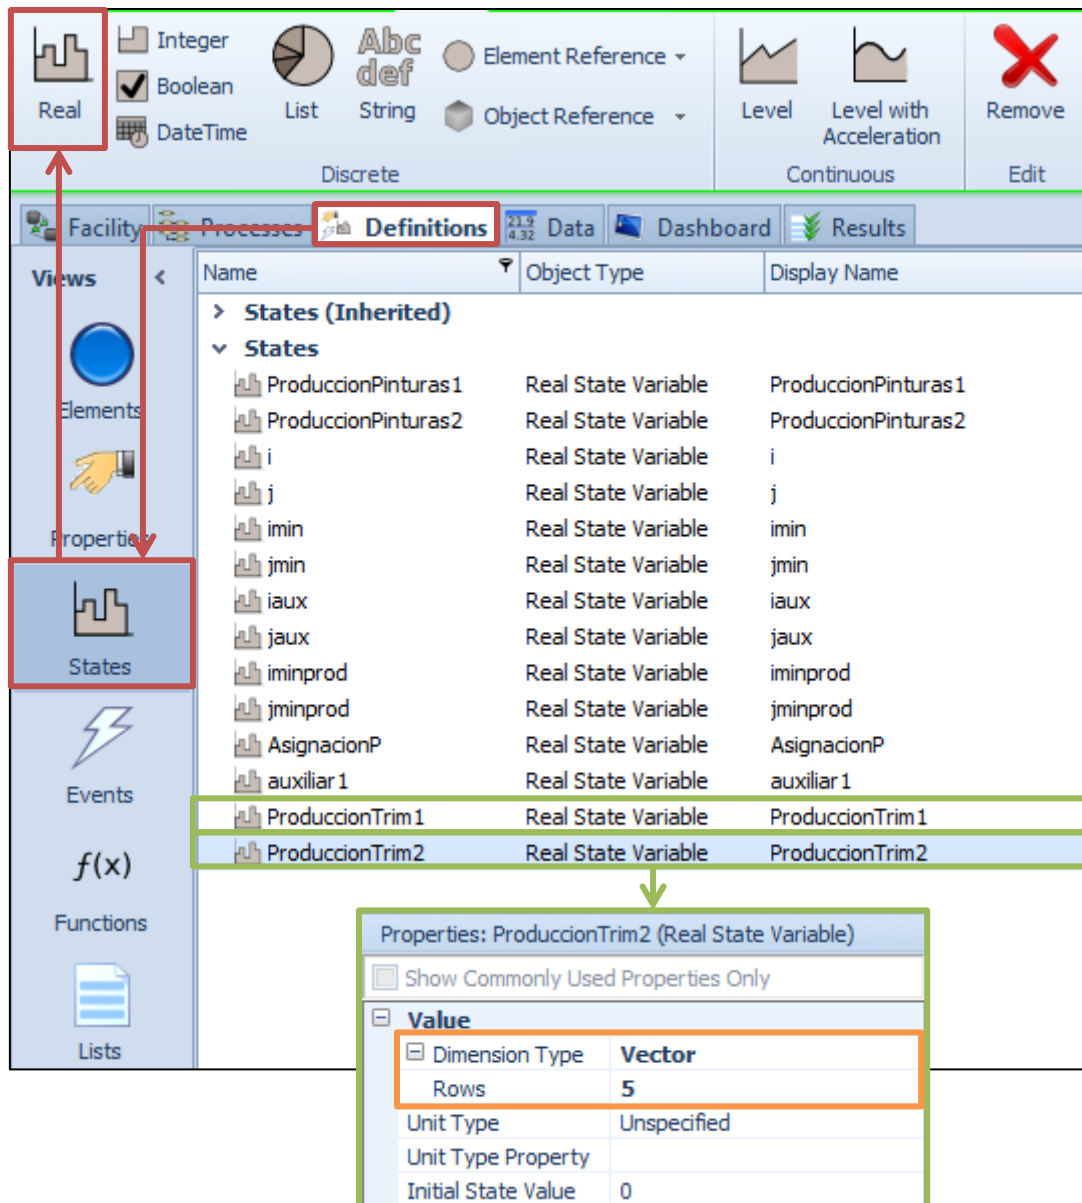 Real
Integer
Boolean
DateTime
List
Abc
def
String
Element Reference
Object Reference
Discrete
Level
Level with
Acceleration
Continuous
Remove
Edit
Facility Processes Definitions 21.9 4.32 Data Dashboard Results
Views <
Elements
Properties
States
Events
f(x)
Functions
Lists
Name Object Type Display Name
> States (Inherited)
States
ProduccionPinturas1 Real State Variable ProduccionPinturas1
ProduccionPinturas2 Real State Variable ProduccionPinturas2
i Real State Variable i
j Real State Variable j
imin Real State Variable imin
jmin Real State Variable jmin
iaux Real State Variable iaux
jaux Real State Variable jaux
iminprod Real State Variable iminprod
jminprod Real State Variable jminprod
AsignacionP Real State Variable AsignacionP
auxiliar1 Real State Variable auxiliar1
ProduccionTrim1 Real State Variable ProduccionTrim1
ProduccionTrim2 Real State Variable ProduccionTrim2
Properties: ProduccionTrim2 (Real State Variable)
Show Commonly Used Properties Only
Value
Dimension Type Vector
Rows 5
Unit Type Unspecified
Unit Type Property
Initial State Value 0